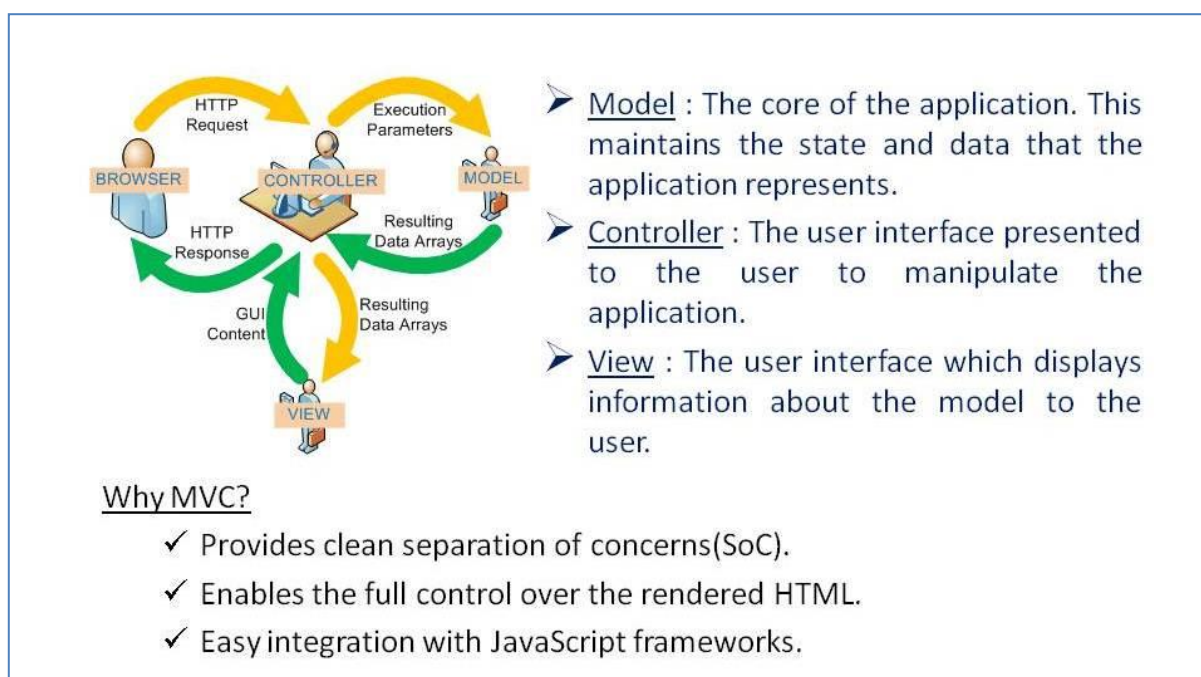 HTTP
Request
Execution
Parameters
BROWSER
CONTROLLER
MODEL
HTTP
Response
Resulting
Data Arrays
GUI
Content
Resulting
Data Arrays
VIEW
➢ Model : The core of the application. This
maintains the state and data that the
application represents.
➢ Controller : The user interface presented
to the user to manipulate the
application.
➢ View : The user interface which displays
information about the model to the
user.
Why MVC?
✓ Provides clean separation of concerns(SoC).
✓ Enables the full control over the rendered HTML.
✓ Easy integration with JavaScript frameworks.